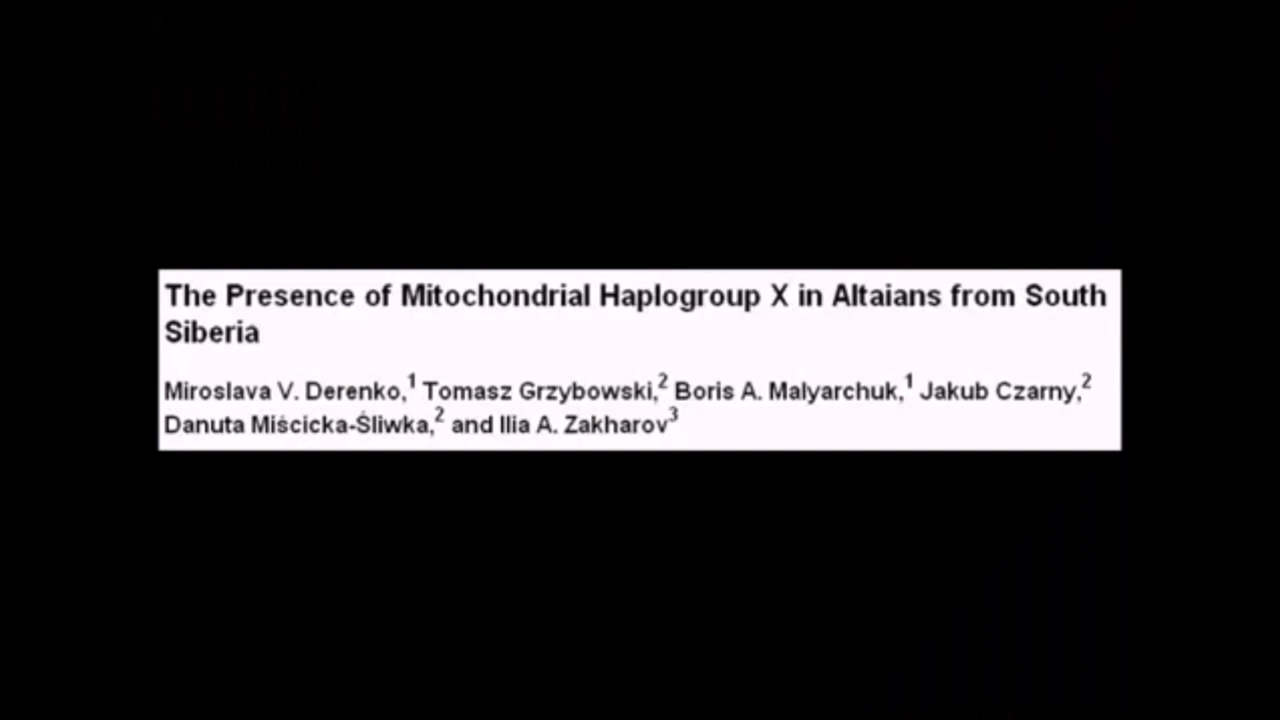 The Presence of Mitochondrial Haplogroup X in Altaians from South
Siberia
Miroslava V. Derenko,1 Tomasz Grzybowski,2 Boris A. Malyarchuk,1 Jakub Czarny,2
Danuta Miścicka-Śliwka,2 and Ilia A. Zakharov3